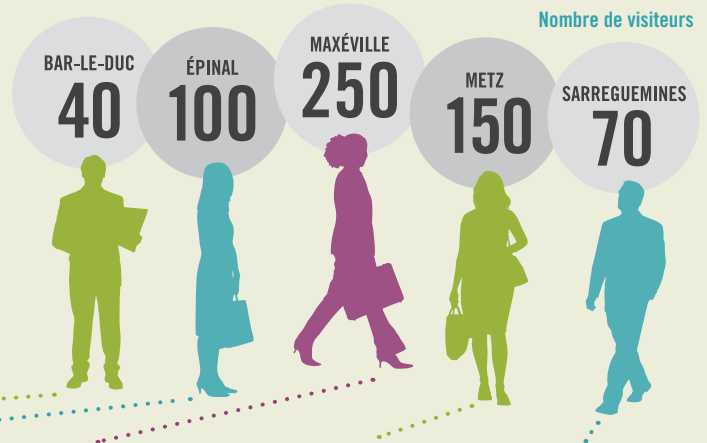 Nombre de visiteurs
BAR-LE-DUC
40
ÉPINAL
100
MAXÉVILLE
250
METZ
150
SARREGUEMINES
70